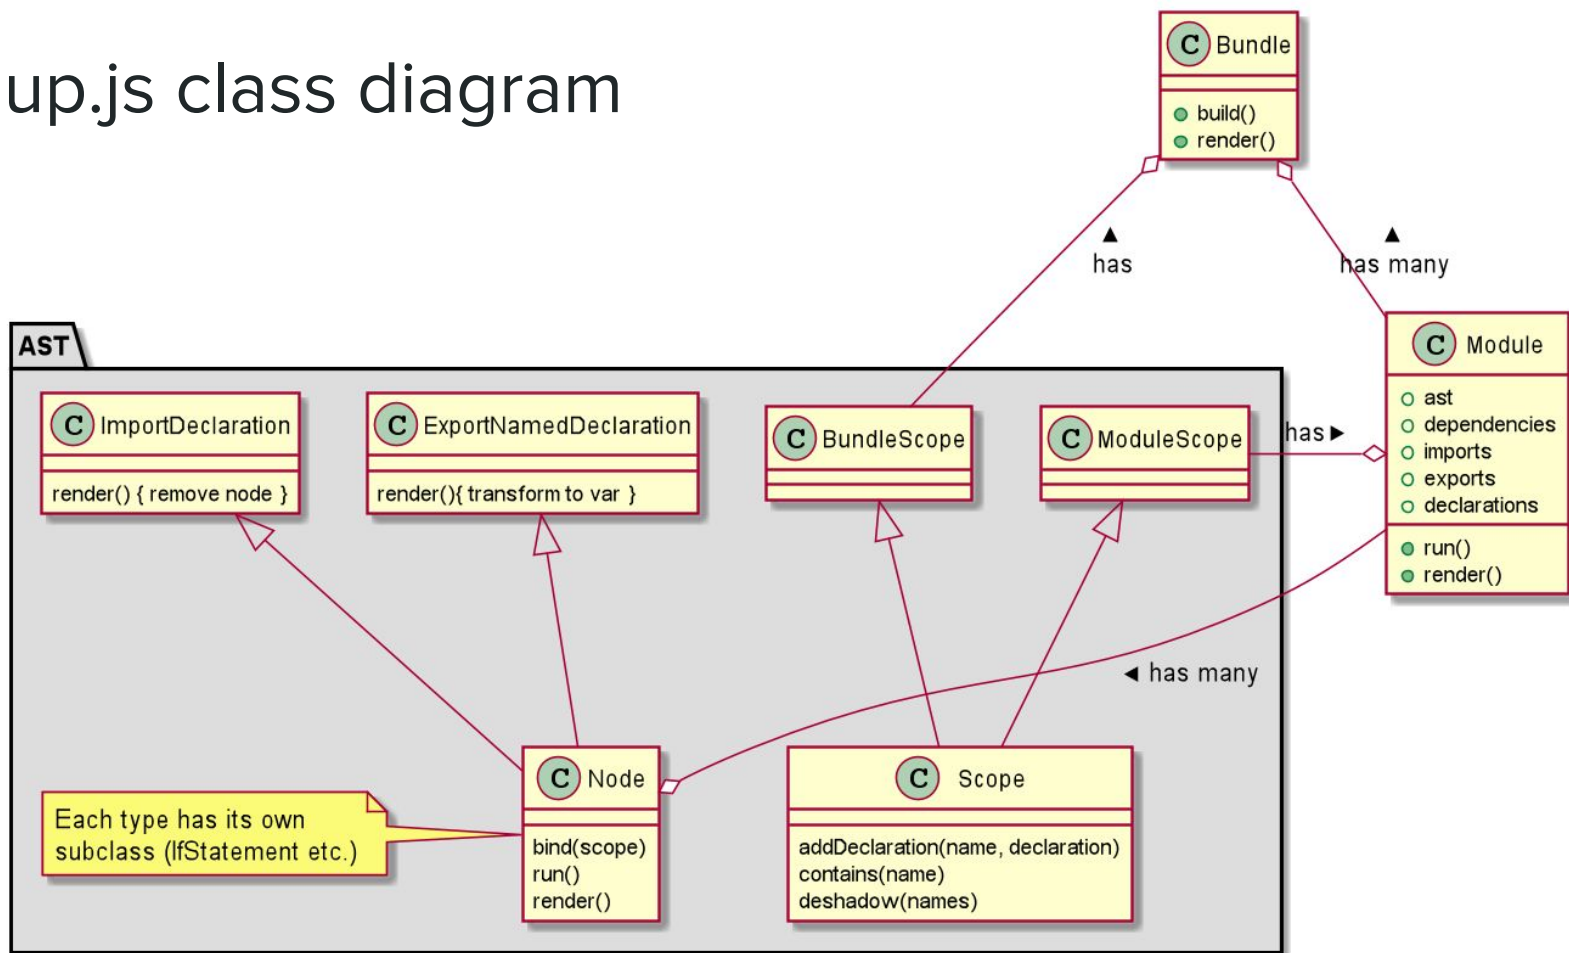 up.js class diagram
C Bundle
build()
render()
▲
has
▲
has many
AST
C ImportDeclaration
render() { remove node }
C ExportNamedDeclaration
render(){ transform to var }
C BundleScope
C ModuleScope
has►
C Module
ast
dependencies
imports
exports
declarations
run()
render()
◄ has many
Each type has its own
subclass (IfStatement etc.)
C Node
bind(scope)
run()
render()
C Scope
addDeclaration(name, declaration)
contains(name)
deshadow(names)